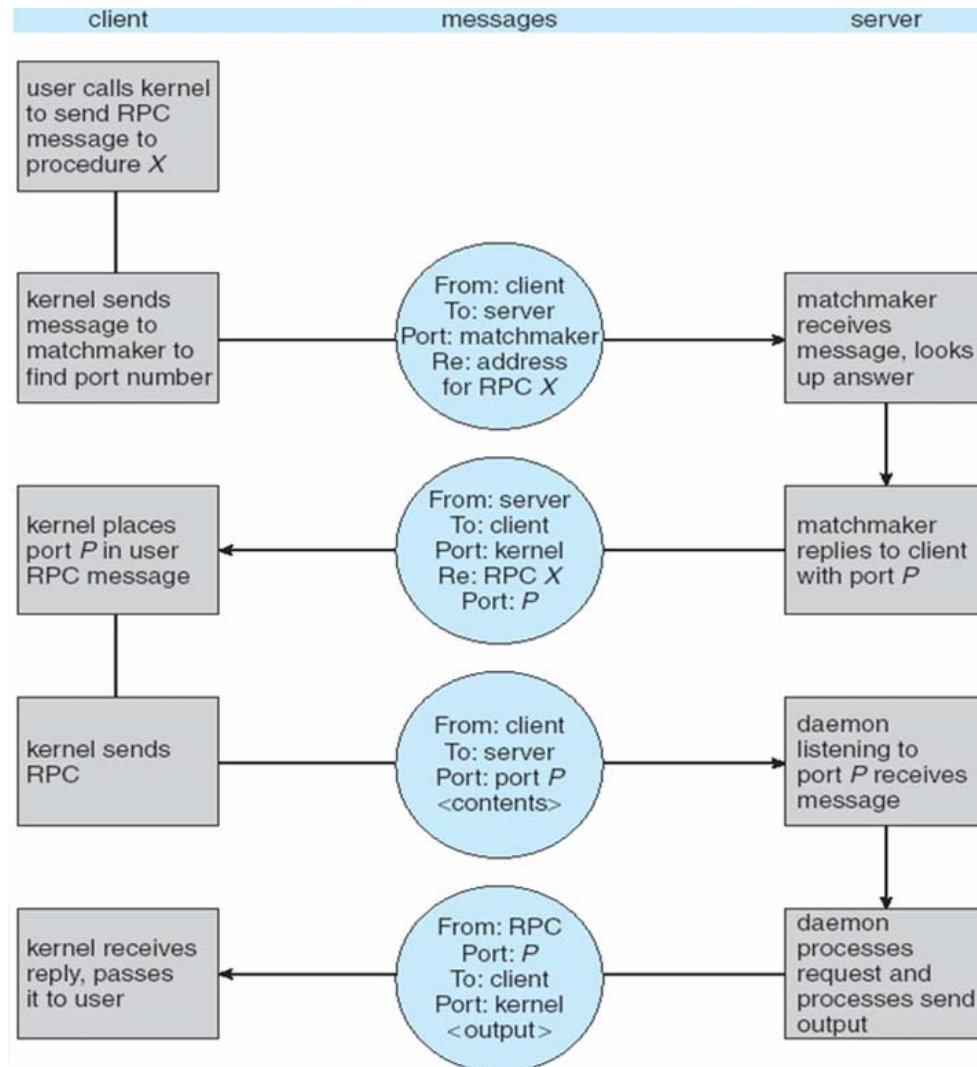 client
messages
server
user calls kernel
to send RPC
message to
procedure X
kernel sends
message to
matchmaker to
find port number
From: client
To: server
Port: matchmaker
Re: address
for RPC X
matchmaker
receives
message, looks
up answer
kernel places
port P in user
RPC message
From: server
To: client
Port: kernel
Re: RPC X
Port: P
matchmaker
replies to client
with port P
kernel sends
RPC
From: client
To: server
Port: port P
<contents>
daemon
listening to
port P receives
message
kernel receives
reply, passes
it to user
From: RPC
Port: P
To: client
Port: kernel
<output>
daemon
processes
request and
processes send
output